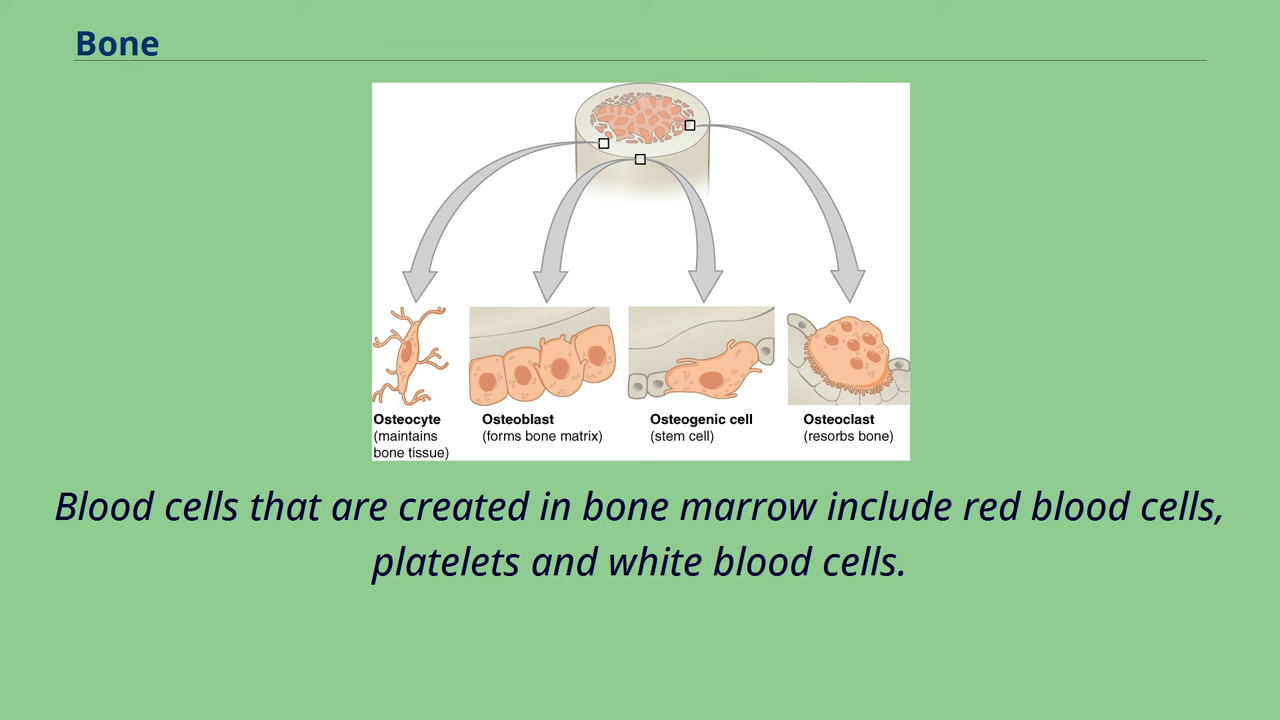 Bone
Osteocyte
(maintains
bone tissue)
Osteoblast
(forms bone matrix)
Osteogenic cell
(stem cell)
Osteoclast
(resorbs bone)
Blood cells that are created in bone marrow include red blood cells,
platelets and white blood cells.